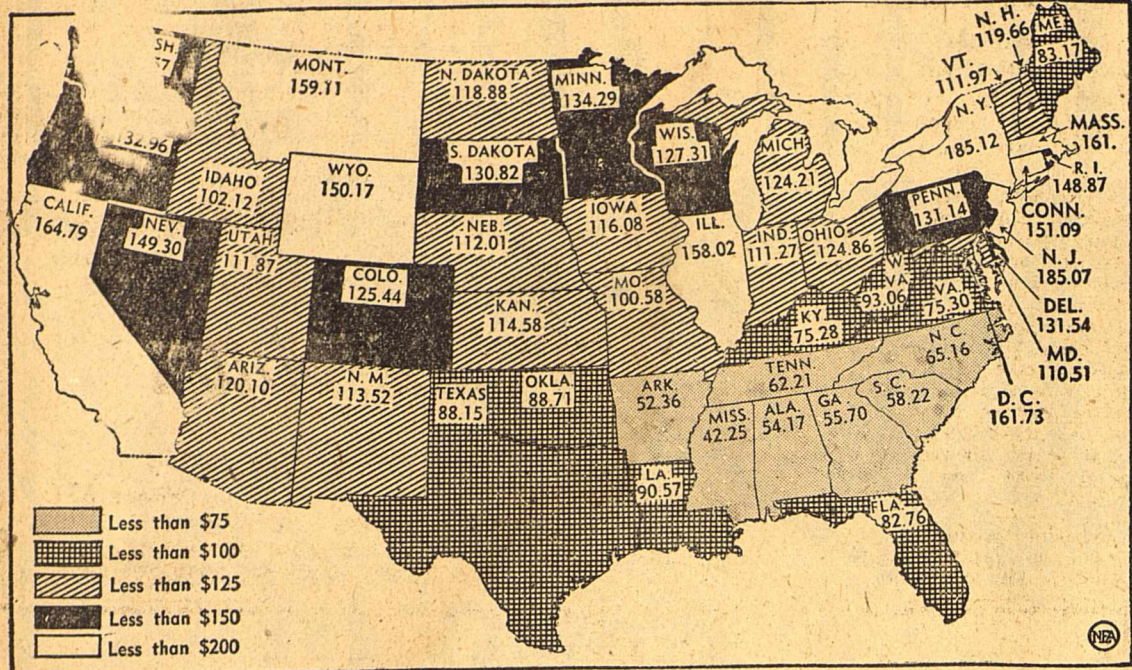 N. H.
119.66
ME.
83.17
VT.
111.97
MONT.
159.11
N. DAKOTA
118.88
MINN.
134.29
WIS.
127.31
MICH.
124.21
N. Y.
185.12
MASS.
161.
R. I.
148.87
CONN.
151.09
N. J.
185.07
DEL.
131.54
MD.
110.51
D. C.
161.73
132.96
IDAHO
102.12
WYO.
150.17
S. DAKOTA
130.82
CALIF.
164.79
NEV.
149.30
UTAH
111.87
COLO.
125.44
NEB.
112.01
IOWA
116.08
ILL.
158.02
IND.
111.27
OHIO
124.86
PENN.
131.14
W.
VA.
93.06
VA.
75.30
KAN.
114.58
MO.
100.58
KY.
75.28
ARIZ.
120.10
N. M.
113.52
TEXAS
88.15
OKLA.
88.71
ARK.
52.36
TENN.
62.21
N C
65.16
S. C.
58.22
MISS.
42.25
ALA.
54.17
GA.
55.70
LA.
90.57
FLA.
82.76
Less than $75
Less than $100
Less than $125
Less than $150
Less than $200
NEA